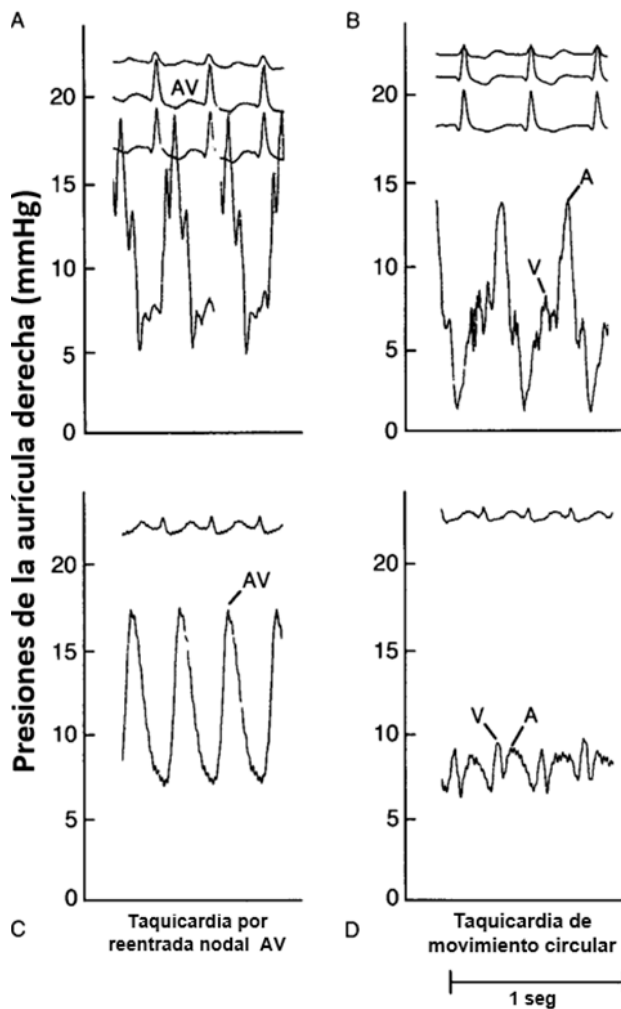 A
B
Presiones de la aurícula derecha (mmHg)
20
15
10
5
0
AV
20
15
10
5
0
A
V
20
15
10
5
0
AV
20
15
10
5
0
V
A
C
Taquicardia por
reentrada nodal AV
D
Taquicardia de
movimiento circular
1 seg